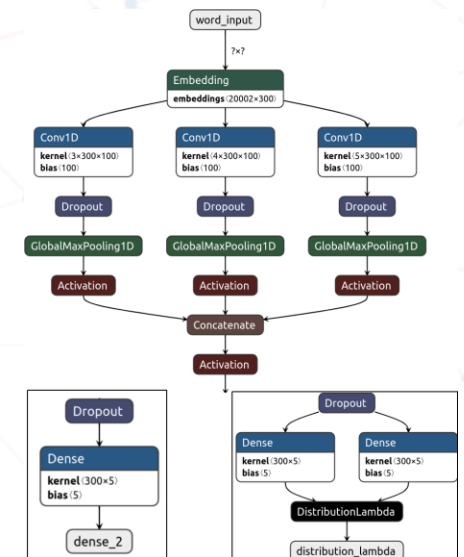 word_input
?×?
Embedding
embeddings⟨20002×300⟩
Conv1D Conv1D Conv1D
kernel⟨3×300×100⟩ kernel⟨4×300×100⟩ kernel⟨5×300×100⟩
bias⟨100⟩ bias⟨100⟩ bias⟨100⟩
Dropout Dropout Dropout
GlobalMaxPooling1D GlobalMaxPooling1D GlobalMaxPooling1D
Activation Activation Activation
Concatenate
Activation
Dropout
Dense
kernel⟨300×5⟩
bias⟨5⟩
dense_2
Dropout
Dense Dense
kernel⟨300×5⟩ kernel⟨300×5⟩
bias⟨5⟩ bias⟨5⟩
DistributionLambda
distribution_lambda